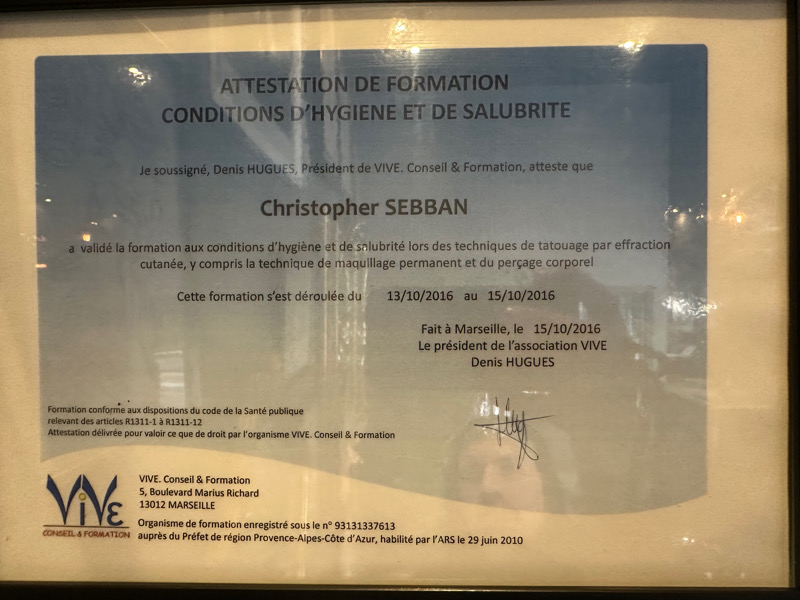 ATTESTATION DE FORMATION
CONDITIONS D'HYGIENE ET DE SALUBRITE
Je soussigné, Denis HUGUES, Président de VIVE. Conseil & Formation, atteste que
Christopher SEBBAN
a validé la formation aux conditions d'hygiène et de salubrité lors des techniques de tatouage par effraction
cutanée, y compris la technique de maquillage permanent et du perçage corporel
Cette formation s'est déroulée du 13/10/2016 au 15/10/2016
Fait à Marseille, le 15/10/2016
Le président de l'association VIVE
Denis HUGUES
Formation conforme aux dispositions du code de la Santé publique
relevant des articles R1311-1 à R1311-12
Attestation délivrée pour valoir ce que de droit par l'organisme VIVE. Conseil & Formation
ViVE
CONSEIL & FORMATION
VIVE. Conseil & Formation
5, Boulevard Marius Richard
13012 MARSEILLE
Organisme de formation enregistré sous le n° 93131337613
auprès du Préfet de région Provence-Alpes-Côte d'Azur, habilité par l'ARS le 29 juin 2010